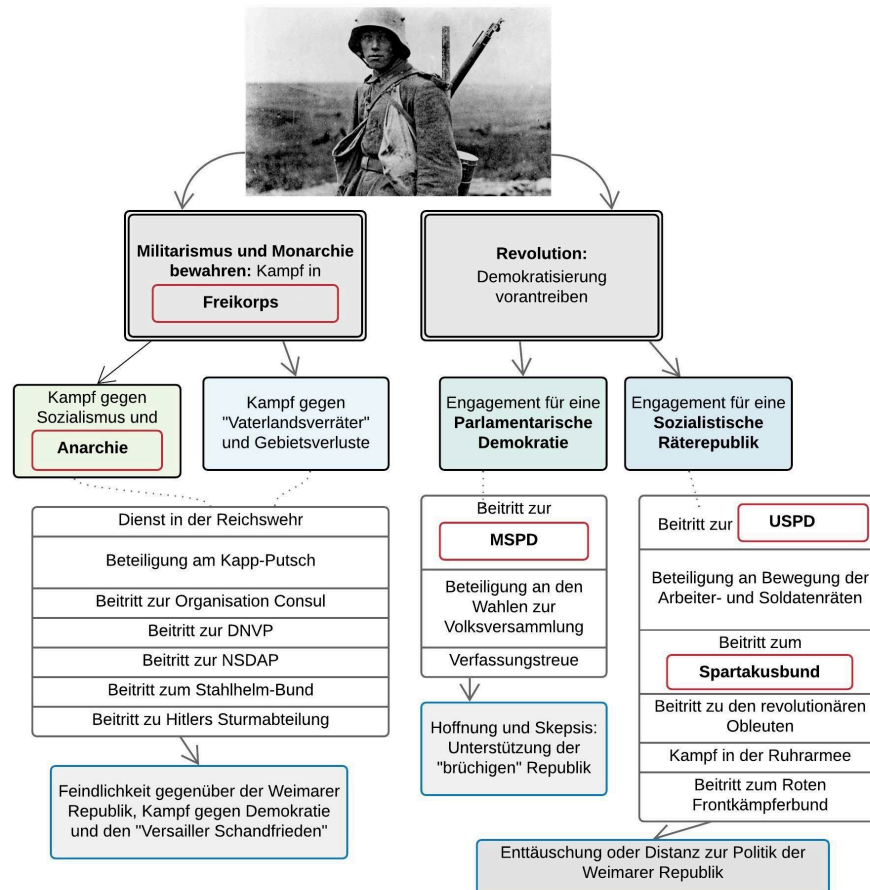 Militarismus und Monarchie
bewahren: Kampf in
Freikorps
Revolution:
Demokratisierung
vorantreiben
Kampf gegen
Sozialismus und
Anarchie
Kampf gegen
"Vaterlandsverräter"
und Gebietsverluste
Engagement für eine
Parlamentarische
Demokratie
Engagement für eine
Sozialistische
Räterepublik
Dienst in der Reichswehr
Beteiligung am Kapp-Putsch
Beitritt zur Organisation Consul
Beitritt zur DNVP
Beitritt zur NSDAP
Beitritt zum Stahlhelm-Bund
Beitritt zu Hitlers Sturmabteilung
Feindlichkeit gegenüber der Weimarer
Republik, Kampf gegen Demokratie
und den "Versailler Schandfrieden"
Beitritt zur
MSPD
Beteiligung an den
Wahlen zur
Volksversammlung
Verfassungstreue
Hoffnung und Skepsis:
Unterstützung der
"brüchigen" Republik
Beitritt zur USPD
Beteiligung an Bewegung der
Arbeiter- und Soldatenräten
Beitritt zum
Spartakusbund
Beitritt zu den revolutionären
Obleuten
Kampf in der Ruhrarmee
Beitritt zum Roten
Frontkämpferbund
Enttäuschung oder Distanz zur Politik der
Weimarer Republik